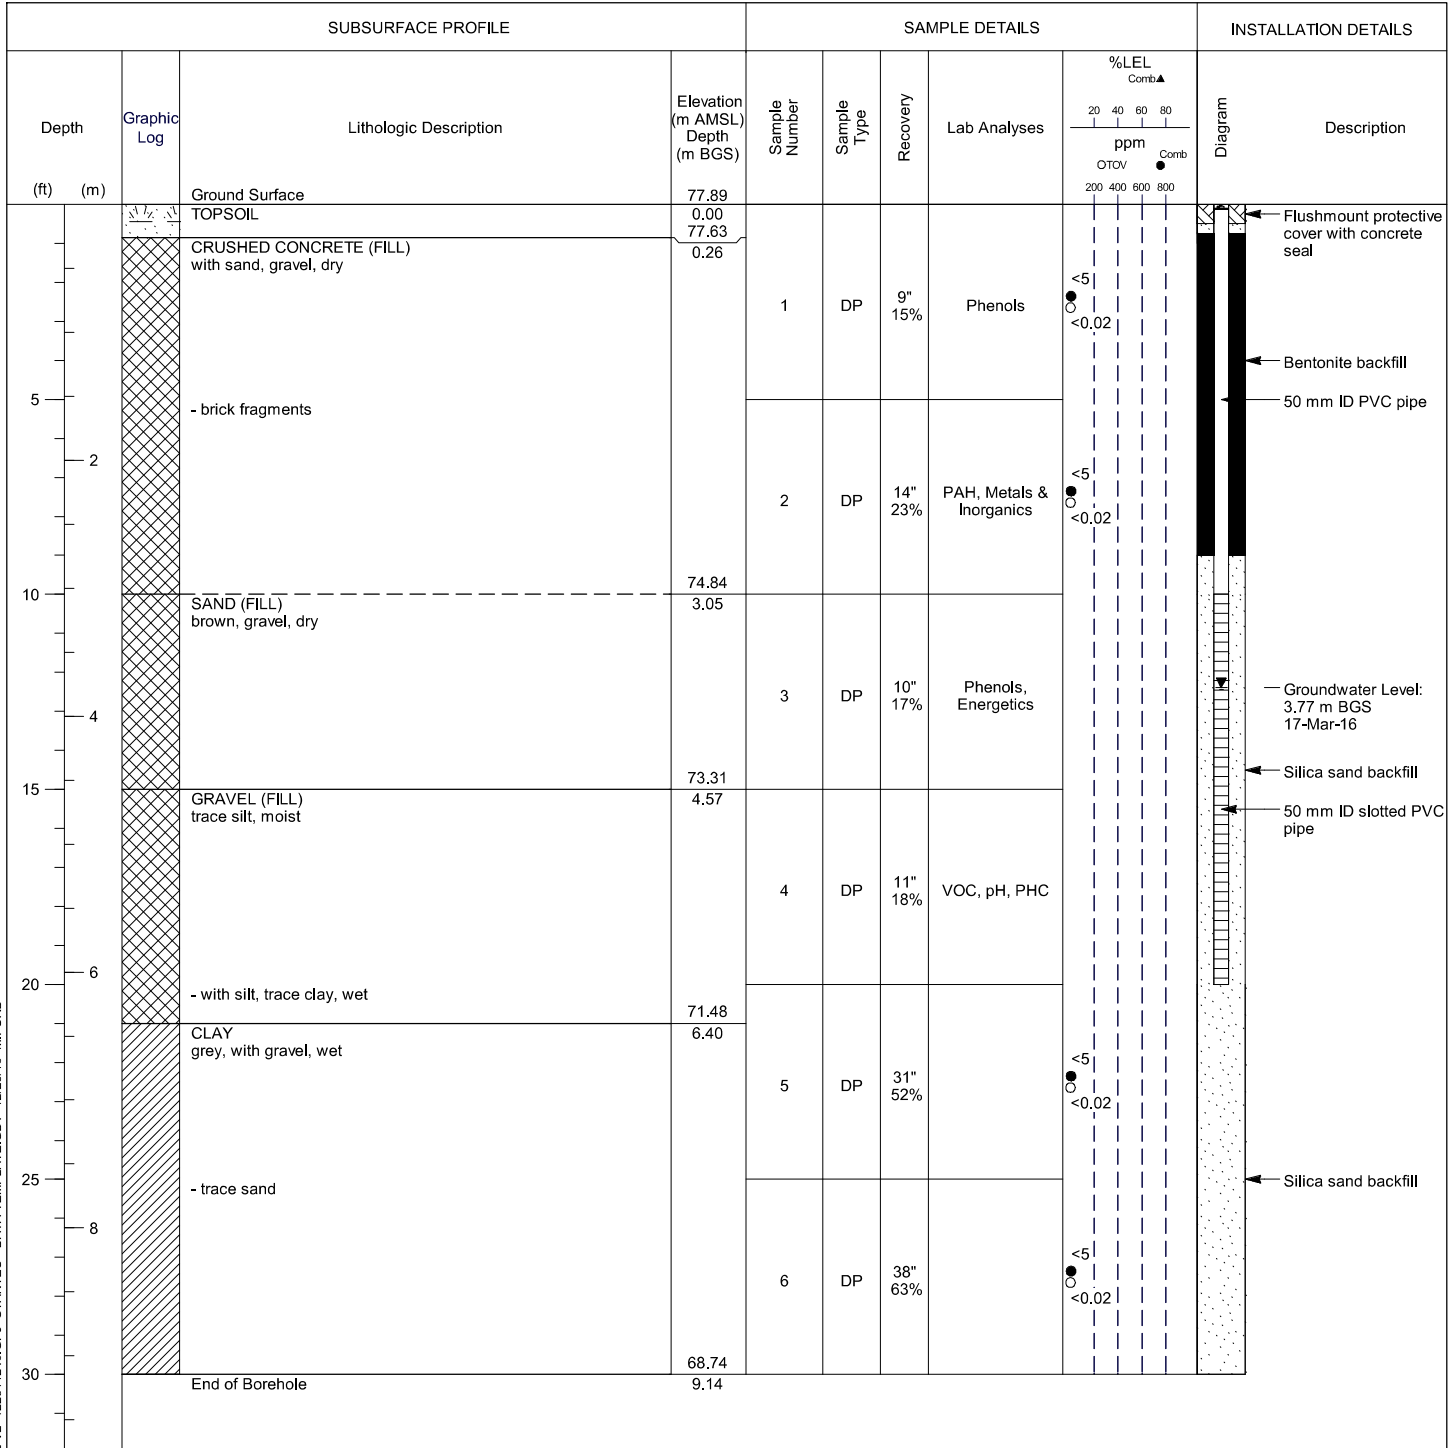 SUBSURFACE PROFILE
SAMPLE DETAILS
INSTALLATION DETAILS
Depth
(ft) (m)
Graphic
Log
Lithologic Description
Elevation
(m AMSL)
Depth
(m BGS)
Sample
Number
Sample
Type
Recovery
Lab Analyses
%LEL
Comb▲
20 40 60 80
ppm
OTOV ● Comb
200 400 600 800
Diagram
Description
Ground Surface 77.89
TOPSOIL 0.00
77.63
CRUSHED CONCRETE (FILL) 0.26
with sand, gravel, dry
Flushmount protective
cover with concrete
seal
1 DP 9"
15%
Phenols
<5
<0.02
Bentonite backfill
5
- brick fragments
50 mm ID PVC pipe
2
2 DP 14"
23%
PAH, Metals &
Inorganics
<5
<0.02
74.84
10
SAND (FILL) 3.05
brown, gravel, dry
3 DP 10"
17%
Phenols,
Energetics
Groundwater Level:
3.77 m BGS
17-Mar-16
4
73.31
Silica sand backfill
15
GRAVEL (FILL) 4.57
trace silt, moist
50 mm ID slotted PVC
pipe
4 DP 11"
18%
VOC, pH, PHC
6
20
- with silt, trace clay, wet
71.48
CLAY 6.40
grey, with gravel, wet
5 DP 31"
52%
<5
<0.02
25
- trace sand
Silica sand backfill
8
6 DP 38"
63%
<5
<0.02
68.74
30
End of Borehole 9.14